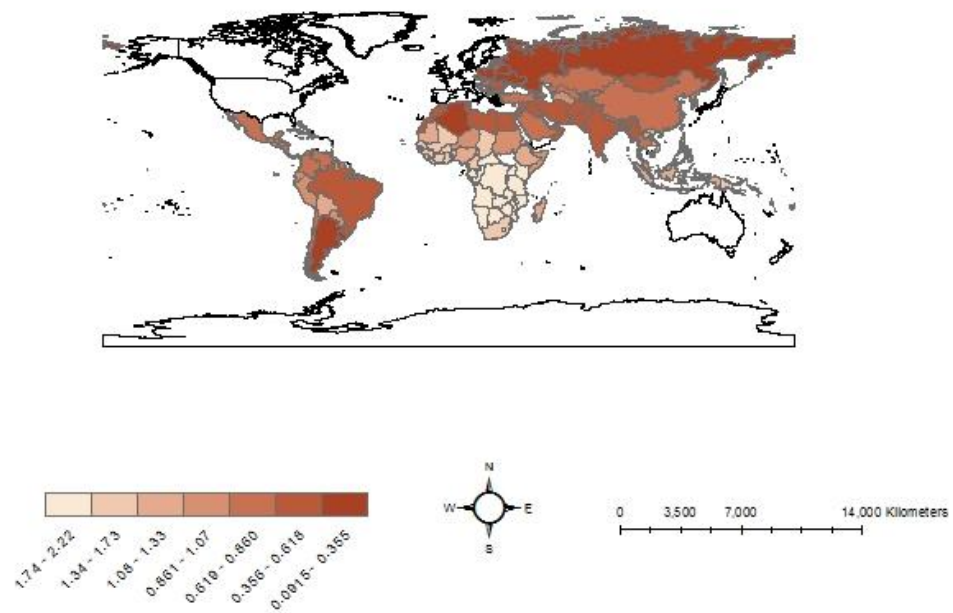 N
W E
S
0 3,500 7,000 14,000 Kilometers
1.74 - 2.22
1.34 - 1.73
1.08 - 1.33
0.861 - 1.07
0.619 - 0.860
0.356 - 0.618
0.0915 - 0.355